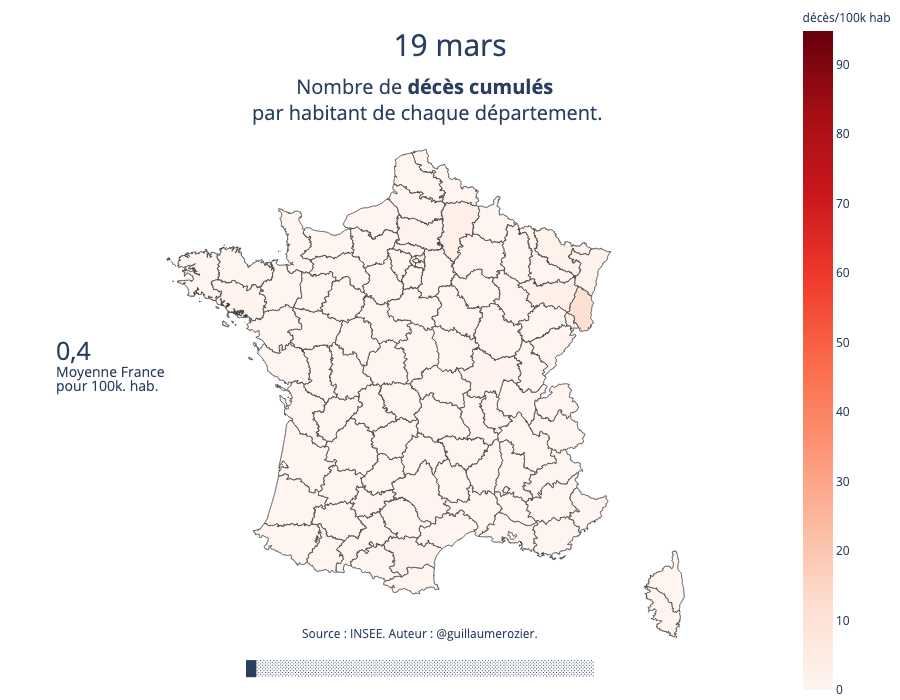 19 mars
Nombre de décès cumulés
par habitant de chaque département.
décès/100k hab
90
80
70
60
50
40
30
20
10
0
0,4
Moyenne France
pour 100k. hab.
Source : INSEE. Auteur : @guillaumerozier.